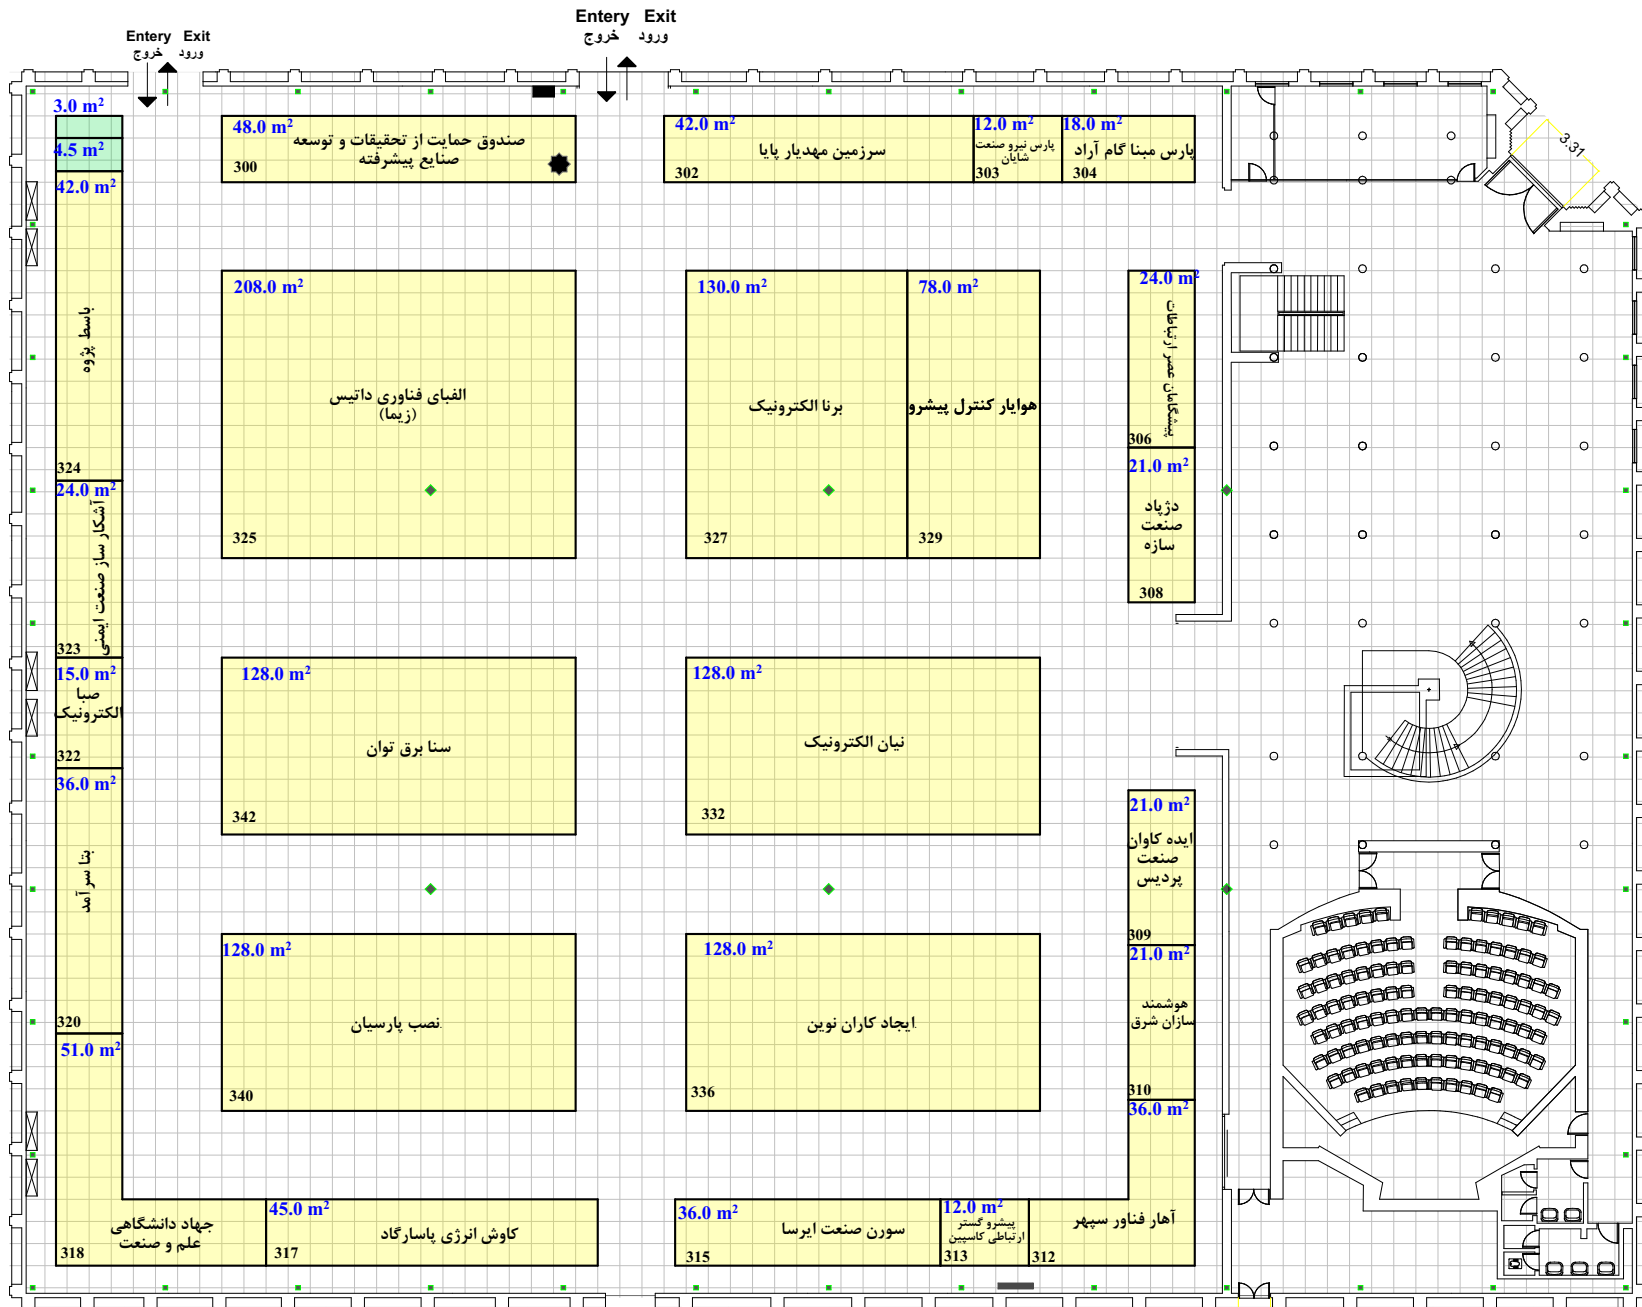 Entery Exit
خروج ورود
Entery Exit
خروج ورود
3.0 m²
4.5 m²
42.0 m²
باسط پژوه
324
24.0 m²
آشکار ساز صنعت ایمنی
323
15.0 m²
صبا
الکترونیک
322
36.0 m²
بتا سر آمد
320
51.0 m²
جهاد دانشگاهی
علم و صنعت
318
45.0 m²
کاوش انرژی پاسارگاد
317
48.0 m²
صندوق حمایت از تحقیقات و توسعه
صنایع پیشرفته
300
42.0 m²
سرزمین مهدیار پایا
302
12.0 m²
پارس نیرو صنعت
شایان
303
18.0 m²
پارس مبنا گام آراد
304
3.31
208.0 m²
الفبای فناوری داتیس
(زیما)
325
130.0 m²
برنا الکترونیک
327
78.0 m²
هوایار کنترل پیشرو
329
24.0 m²
پیشگامان عصر ارتباطات
306
21.0 m²
دژپاد
صنعت
سازه
308
128.0 m²
سنا برق توان
342
128.0 m²
نیان الکترونیک
332
21.0 m²
ایده کاوان
صنعت
پردیس
309
128.0 m²
نصب پارسیان
340
128.0 m²
ایجاد کاران نوین
336
21.0 m²
هوشمند
سازان شرق
310
36.0 m²
آهار فناور سپهر
312
36.0 m²
سورن صنعت ایرسا
315
12.0 m²
پیشرو گستر
ارتباطی کاسپین
313